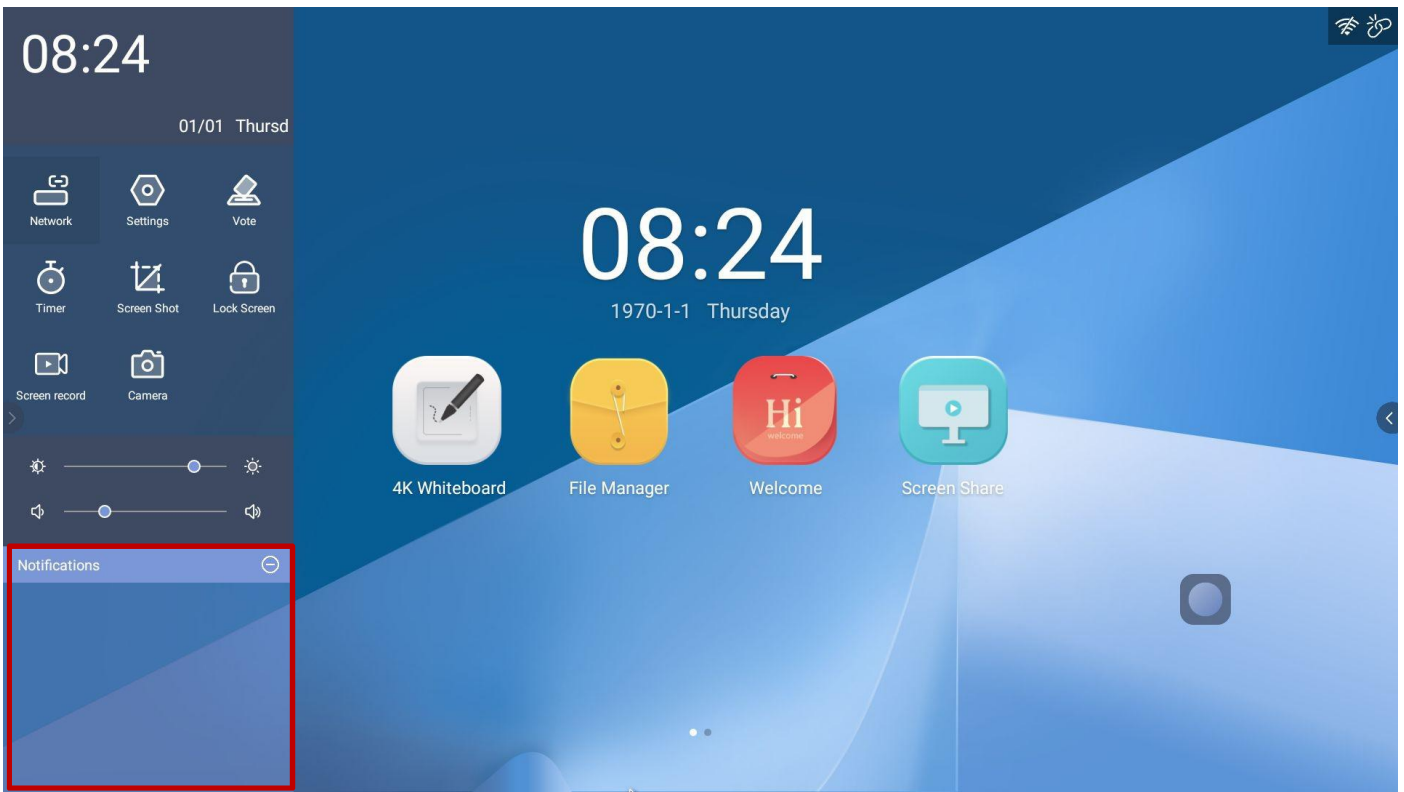 08:24
01/01 Thursd
Network
Settings
Vote
Timer
Screen Shot
Lock Screen
Screen record
Camera
Notifications
08:24
1970-1-1 Thursday
Hi
welcome
4K Whiteboard
File Manager
Welcome
Screen Share